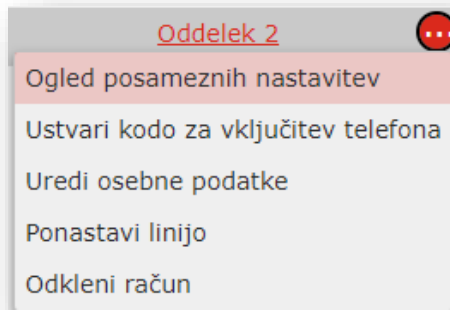 Oddelek 2
Ogled posameznih nastavitev
Ustvari kodo za vključitev telefona
Uredi osebne podatke
Ponastavi linijo
Odkleni račun